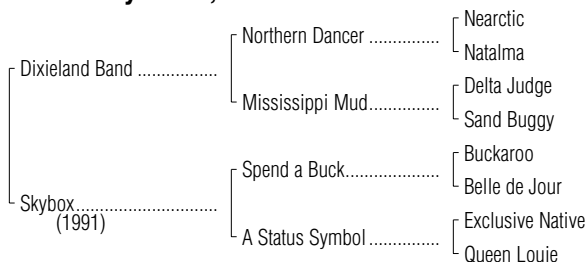 Nearctic
Northern Dancer ..............
Natalma
Dixieland Band .................
Delta Judge
Mississippi Mud...............
Sand Buggy
Buckaroo
Spend a Buck....................
Belle de Jour
Skybox..............................
(1991)
Exclusive Native
A Status Symbol ..............
Queen Louie